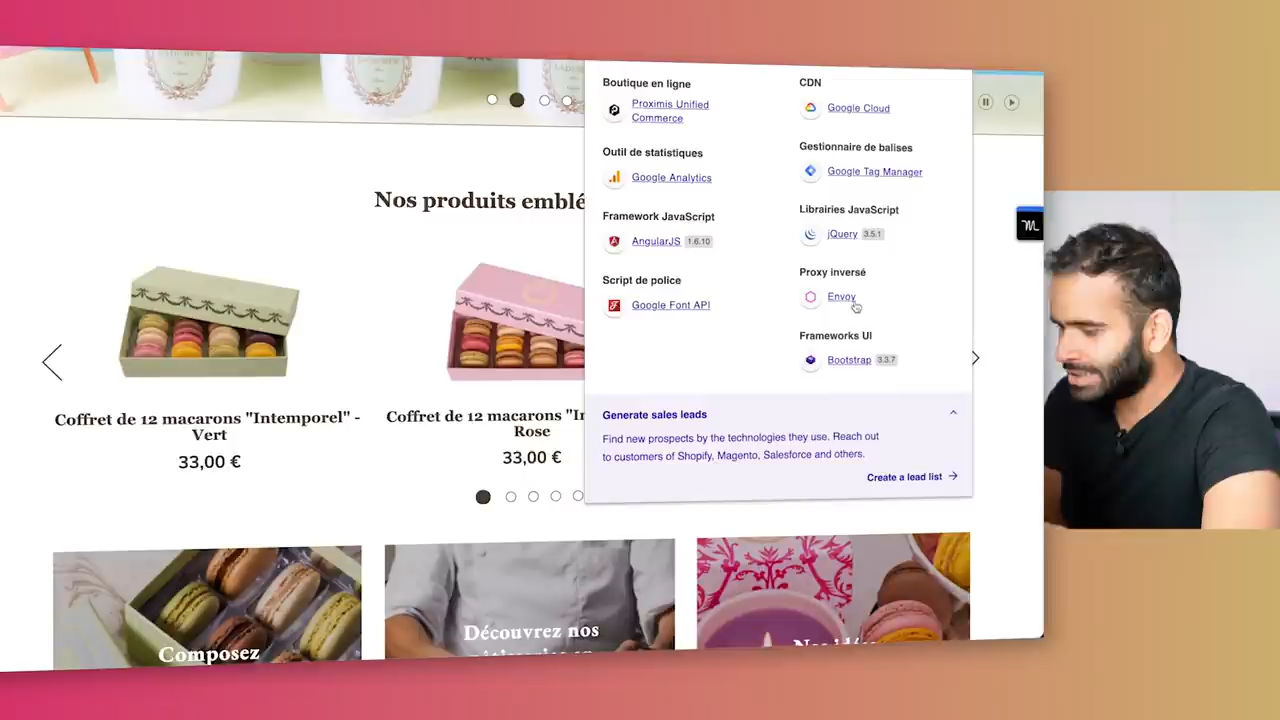 Boutique en ligne
Proximis Unified
Commerce
Outil de statistiques
Google Analytics
Framework JavaScript
AngularJS 1.6.10
Script de police
Google Font API
CDN
Google Cloud
Gestionnaire de balises
Google Tag Manager
Librairies JavaScript
jQuery 3.5.1
Proxy inversé
Envoy
Frameworks UI
Bootstrap 3.3.7
Generate sales leads
Find new prospects by the technologies they use. Reach out
to customers of Shopify, Magento, Salesforce and others.
Create a lead list
Nos produits emblé
Coffret de 12 macarons "Intemporel" -
Vert
33,00 €
Coffret de 12 macarons "In
Rose
33,00 €
Composez
Découvrez nos